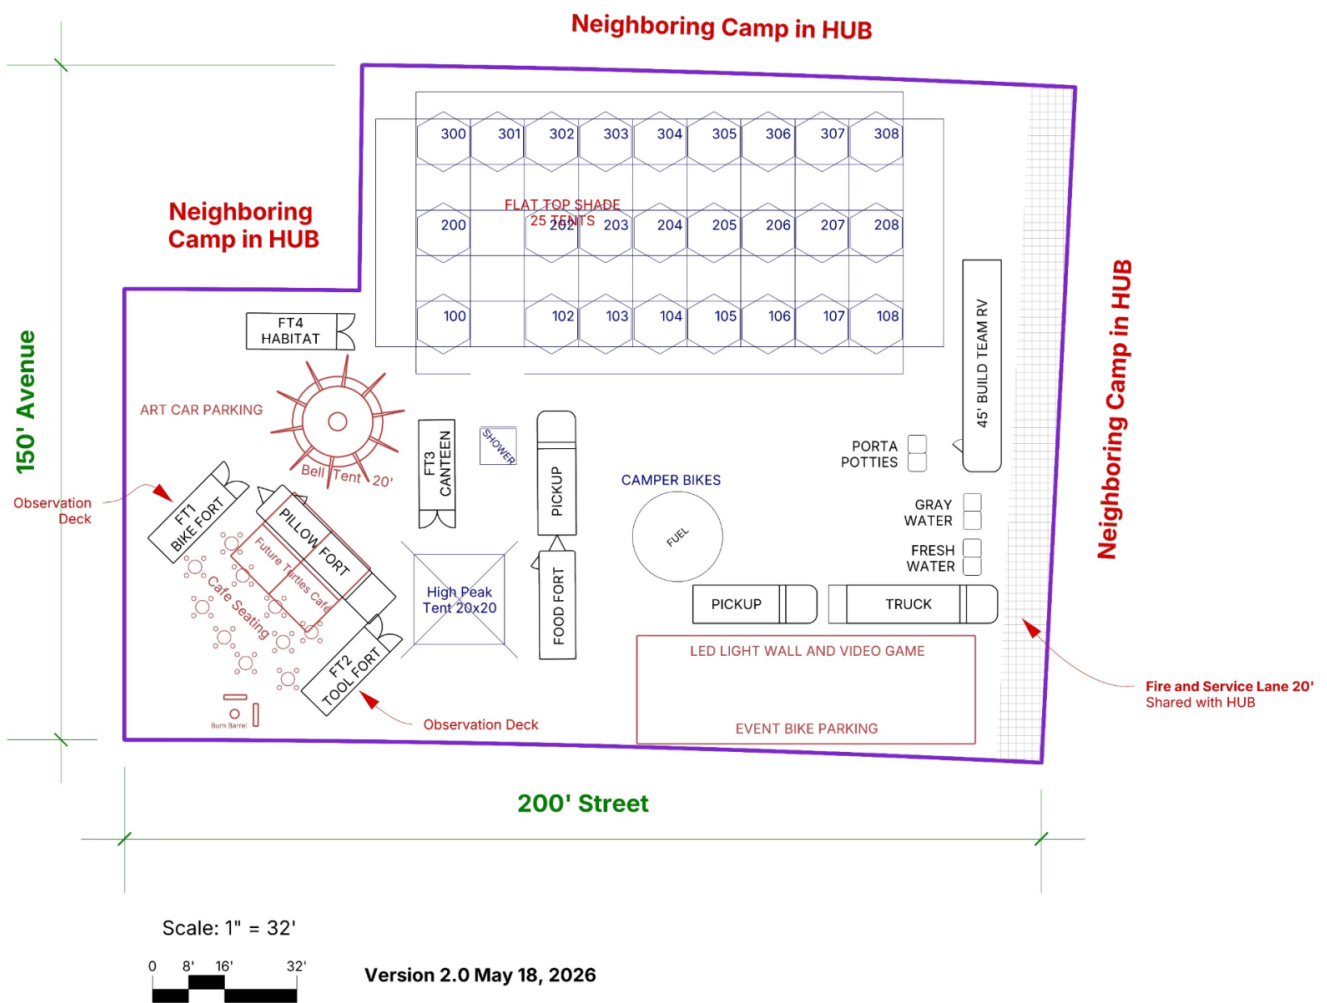 Neighboring Camp in HUB
300 301 302 303 304 305 306 307 308
Neighboring
Camp in HUB
FLAT TOP SHADE
25 TENTS
200 202 203 204 205 206 207 208
100 102 103 104 105 106 107 108
FT4
HABITAT
150' Avenue
45' BUILD TEAM RV
Neighboring Camp in HUB
ART CAR PARKING
Bell Tent 20'
FT3
CANTEEN
SHOWER
PICKUP
PORTA
POTTIES
CAMPER BIKES
FUEL
GRAY
WATER
FRESH
WATER
Observation
Deck
FT1
BIKE FORT
PILLOW FORT
Future Turtles Cafe
Cafe Seating
High Peak
Tent 20x20
FOOD FORT
PICKUP
TRUCK
FT2
TOOL FORT
LED LIGHT WALL AND VIDEO GAME
EVENT BIKE PARKING
Fire and Service Lane 20'
Shared with HUB
Burn Barrel
Observation Deck
200' Street
Scale: 1" = 32'
0 8' 16' 32'
Version 2.0 May 18, 2026